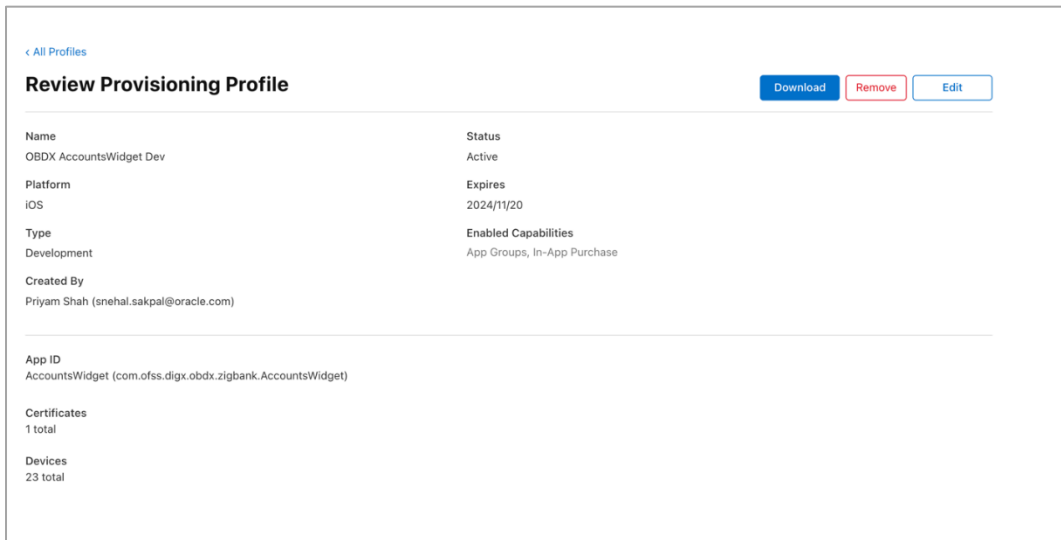 ‹ All Profiles
Review Provisioning Profile
Download
Remove
Edit
Name
OBDX AccountsWidget Dev
Status
Active
Platform
iOS
Expires
2024/11/20
Type
Development
Enabled Capabilities
App Groups, In-App Purchase
Created By
Priyam Shah (snehal.sakpal@oracle.com)
App ID
AccountsWidget (com.ofss.digx.obdx.zigbank.AccountsWidget)
Certificates
1 total
Devices
23 total